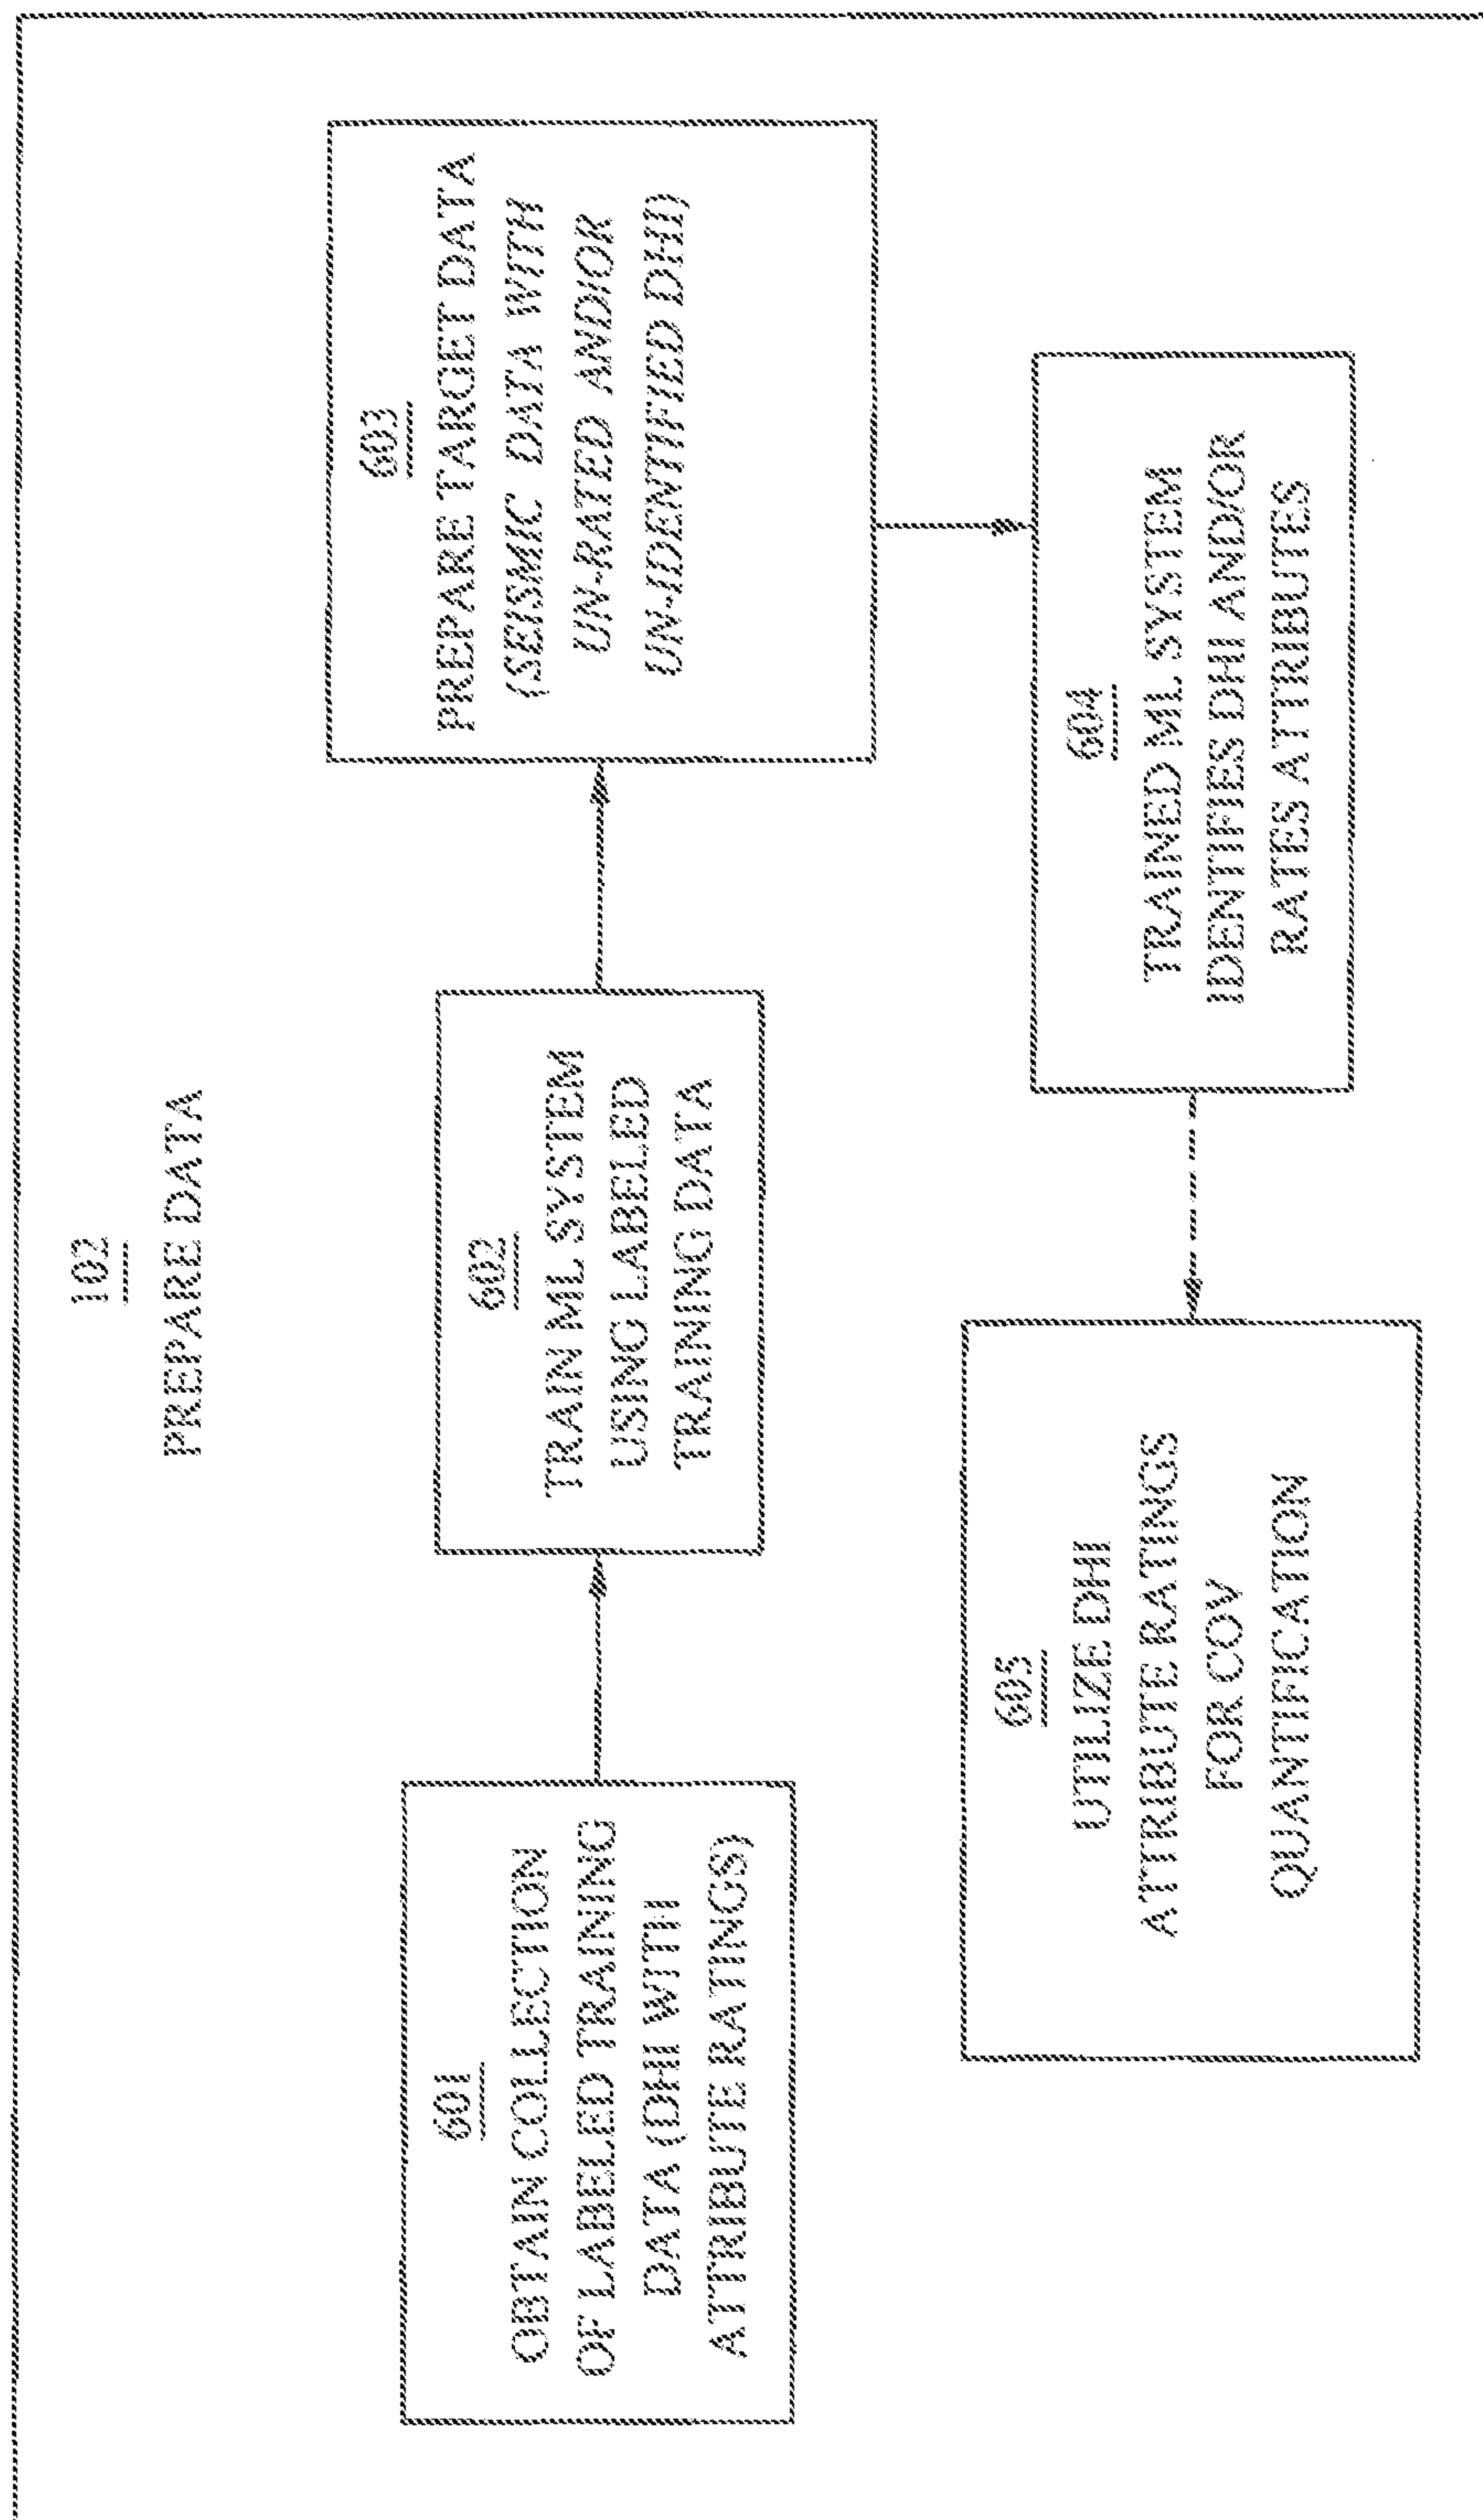 102
PREPARE DATA
601
OBTAIN COLLECTION
OF LABELED TRAINING
DATA (DHI WITH
ATTRIBUTE RATINGS)
602
TRAIN ML SYSTEM
USING LABELED
TRAINING DATA
603
PREPARE TARGET DATA
(SEISMIC DATA WITH
UN-RATED AND/OR
UN-IDENTIFIED DHI)
604
TRAINED ML SYSTEM
IDENTIFIES DHI AND/OR
RATES ATTRIBUTES
605
UTILIZE DHI
ATTRIBUTE RATINGS
FOR COV
QUANTIFICATION